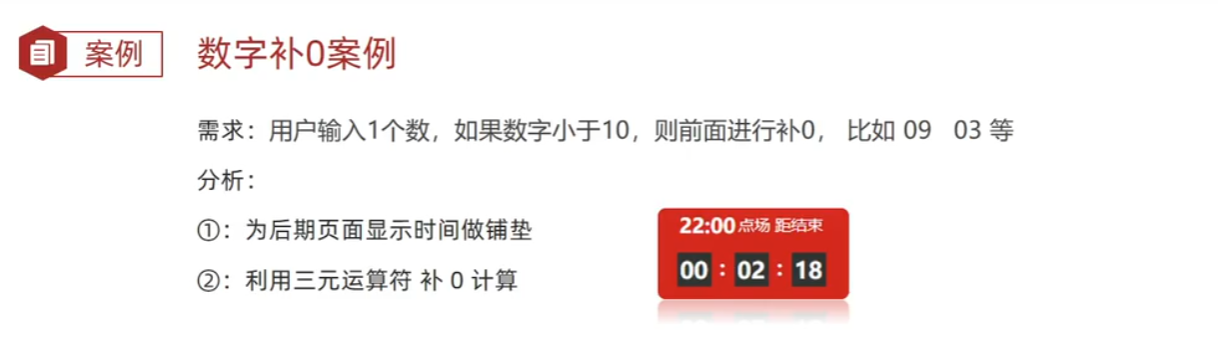 案例 数字补0案例
需求：用户输入1个数，如果数字小于10，则前面进行补0， 比如 09 03 等
分析：
①：为后期页面显示时间做铺垫
②：利用三元运算符 补 0 计算
22:00 点场 距结束
00 : 02 : 18